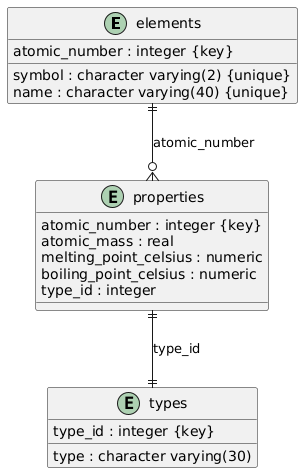 E elements
atomic_number : integer {key}
symbol : character varying(2) {unique}
name : character varying(40) {unique}
atomic_number
E properties
atomic_number : integer {key}
atomic_mass : real
melting_point_celsius : numeric
boiling_point_celsius : numeric
type_id : integer
type_id
E types
type_id : integer {key}
type : character varying(30)